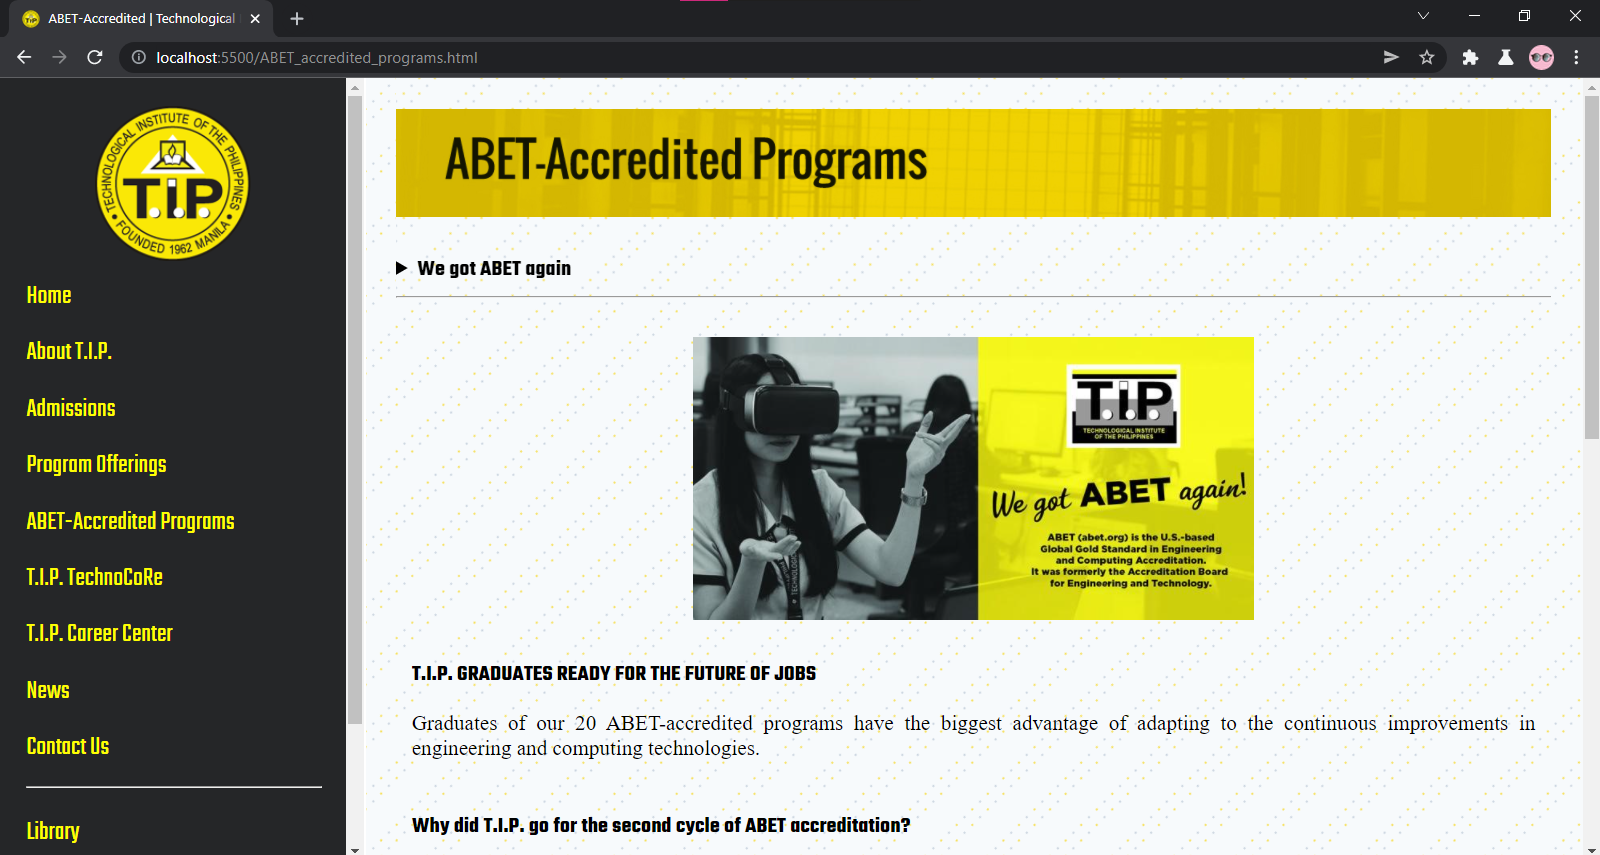 ABET-Accredited | Technological
localhost:5500/ABET_accredited_programs.html
TECHNOLOGICAL INSTITUTE OF THE PHILIPPINES
T.I.P
• FOUNDED 1962 MANILA •
Home
About T.I.P.
Admissions
Program Offerings
ABET-Accredited Programs
T.I.P. TechnoCoRe
T.I.P. Career Center
News
Contact Us
Library
ABET-Accredited Programs
We got ABET again
T.I.P.
TECHNOLOGICAL INSTITUTE
OF THE PHILIPPINES
We got ABET again!
ABET (abet.org) is the U.S.-based
Global Gold Standard in Engineering
and Computing Accreditation.
It was formerly the Accreditation Board
for Engineering and Technology.
T.I.P. GRADUATES READY FOR THE FUTURE OF JOBS
Graduates of our 20 ABET-accredited programs have the biggest advantage of adapting to the continuous improvements in
engineering and computing technologies.
Why did T.I.P. go for the second cycle of ABET accreditation?